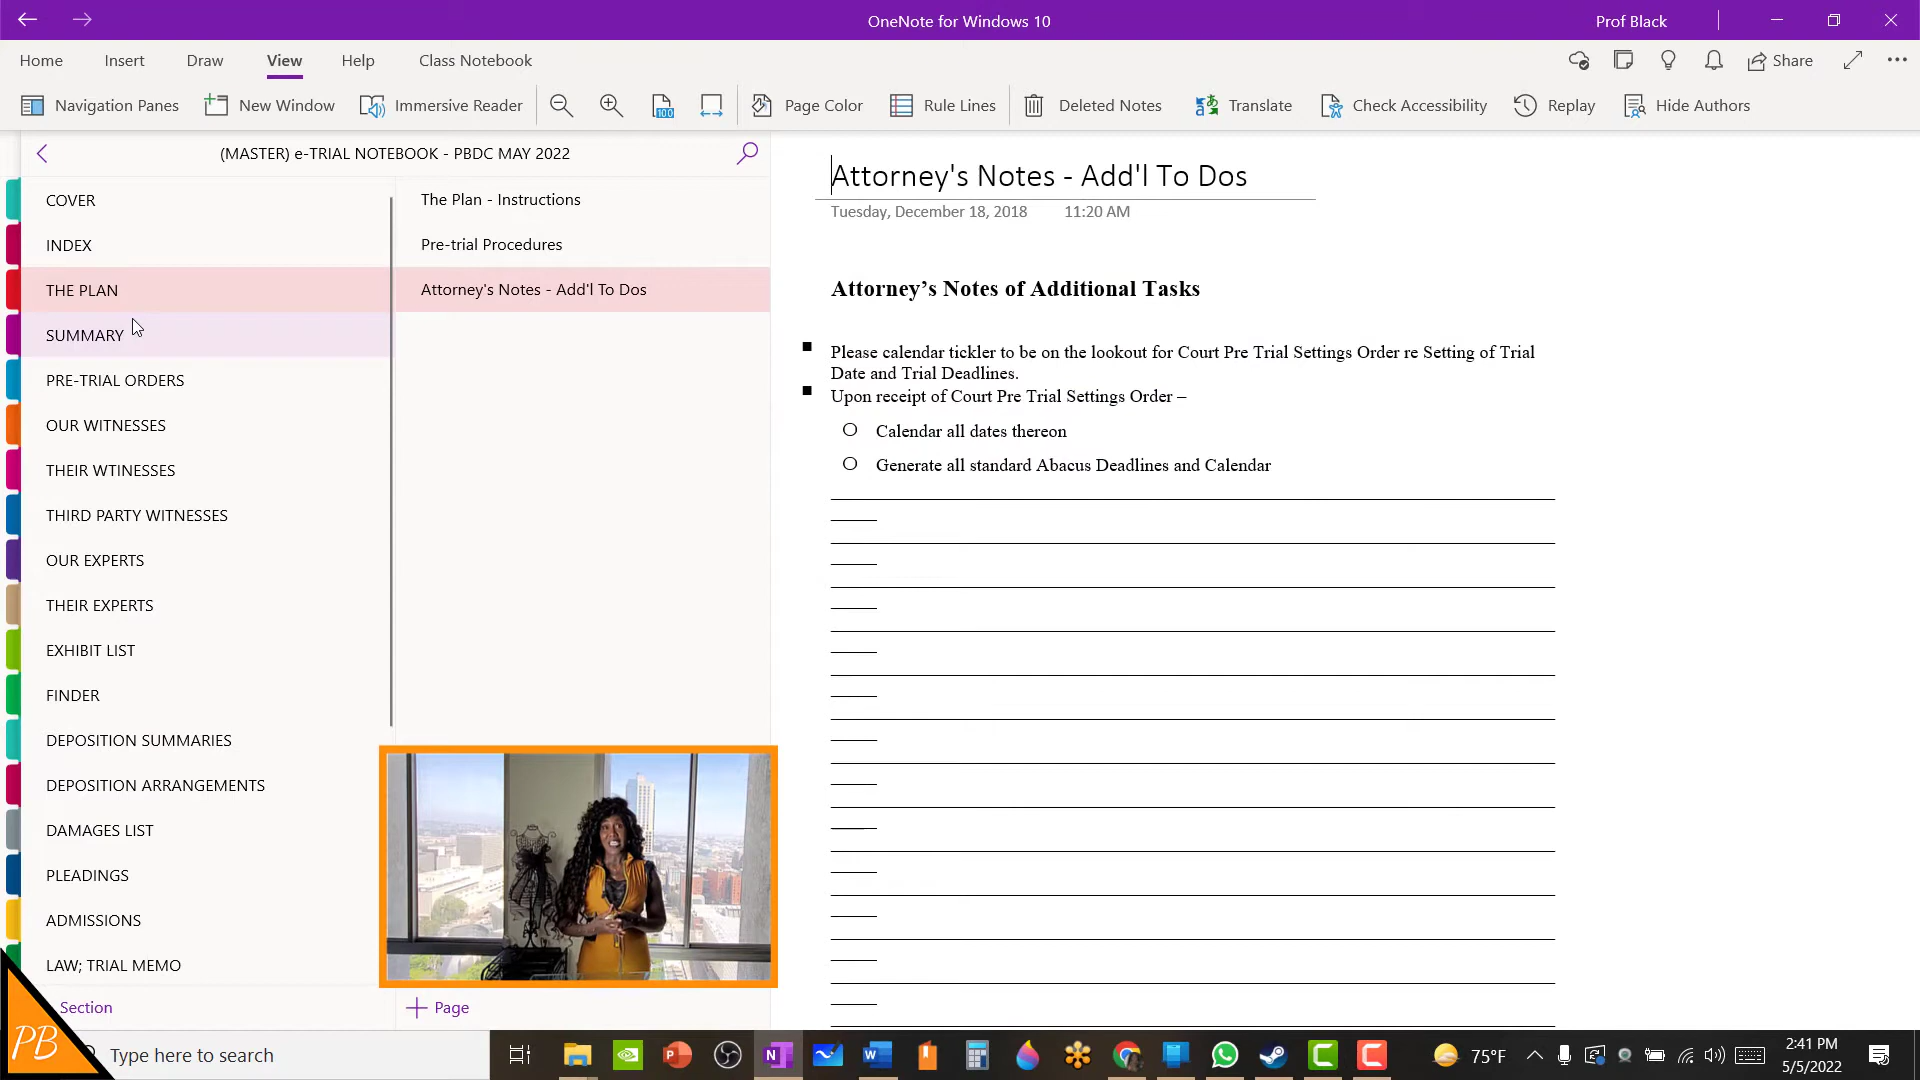 OneNote for Windows 10
Prof Black
Home Insert Draw View Help Class Notebook
Share
Navigation Panes New Window Immersive Reader 100 Page Color Rule Lines Deleted Notes Translate Check Accessibility Replay Hide Authors
(MASTER) e-TRIAL NOTEBOOK - PBDC MAY 2022
COVER
INDEX
THE PLAN
SUMMARY
PRE-TRIAL ORDERS
OUR WITNESSES
THEIR WTINESSES
THIRD PARTY WITNESSES
OUR EXPERTS
THEIR EXPERTS
EXHIBIT LIST
FINDER
DEPOSITION SUMMARIES
DEPOSITION ARRANGEMENTS
DAMAGES LIST
PLEADINGS
ADMISSIONS
LAW; TRIAL MEMO
Section
The Plan - Instructions
Pre-trial Procedures
Attorney's Notes - Add'l To Dos
Page
Attorney's Notes - Add'l To Dos
Tuesday, December 18, 2018 11:20 AM
Attorney’s Notes of Additional Tasks
Please calendar tickler to be on the lookout for Court Pre Trial Settings Order re Setting of Trial
Date and Trial Deadlines.
Upon receipt of Court Pre Trial Settings Order –
Calendar all dates thereon
Generate all standard Abacus Deadlines and Calendar
PB
Type here to search
75°F
2:41 PM
5/5/2022